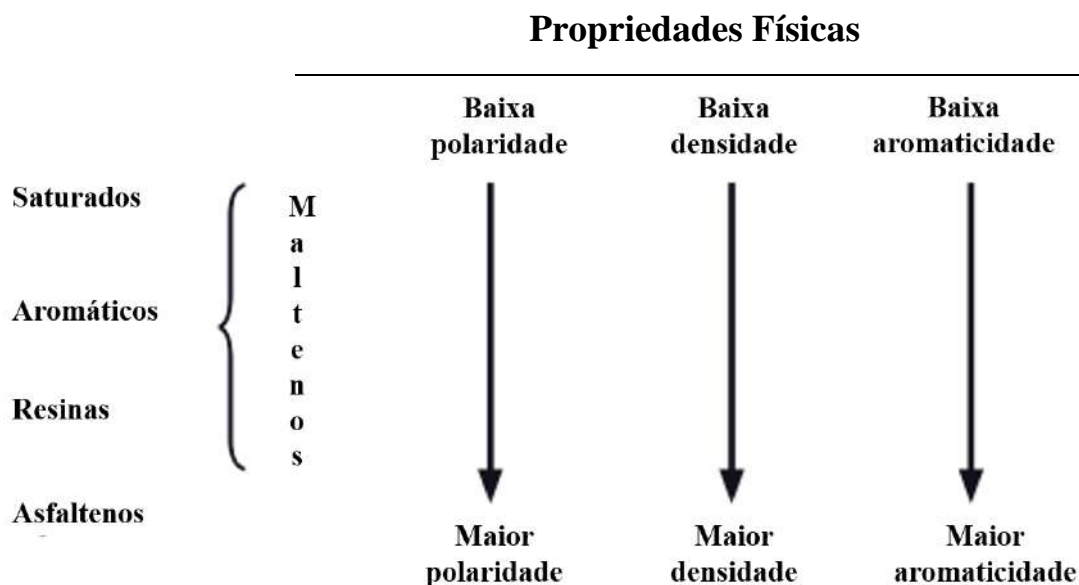 Propriedades Físicas
Baixa
polaridade
Baixa
densidade
Baixa
aromaticidade
Saturados
Aromáticos
Resinas
Asfaltenos
M
a
l
t
e
n
o
s
Maior
polaridade
Maior
densidade
Maior
aromaticidade